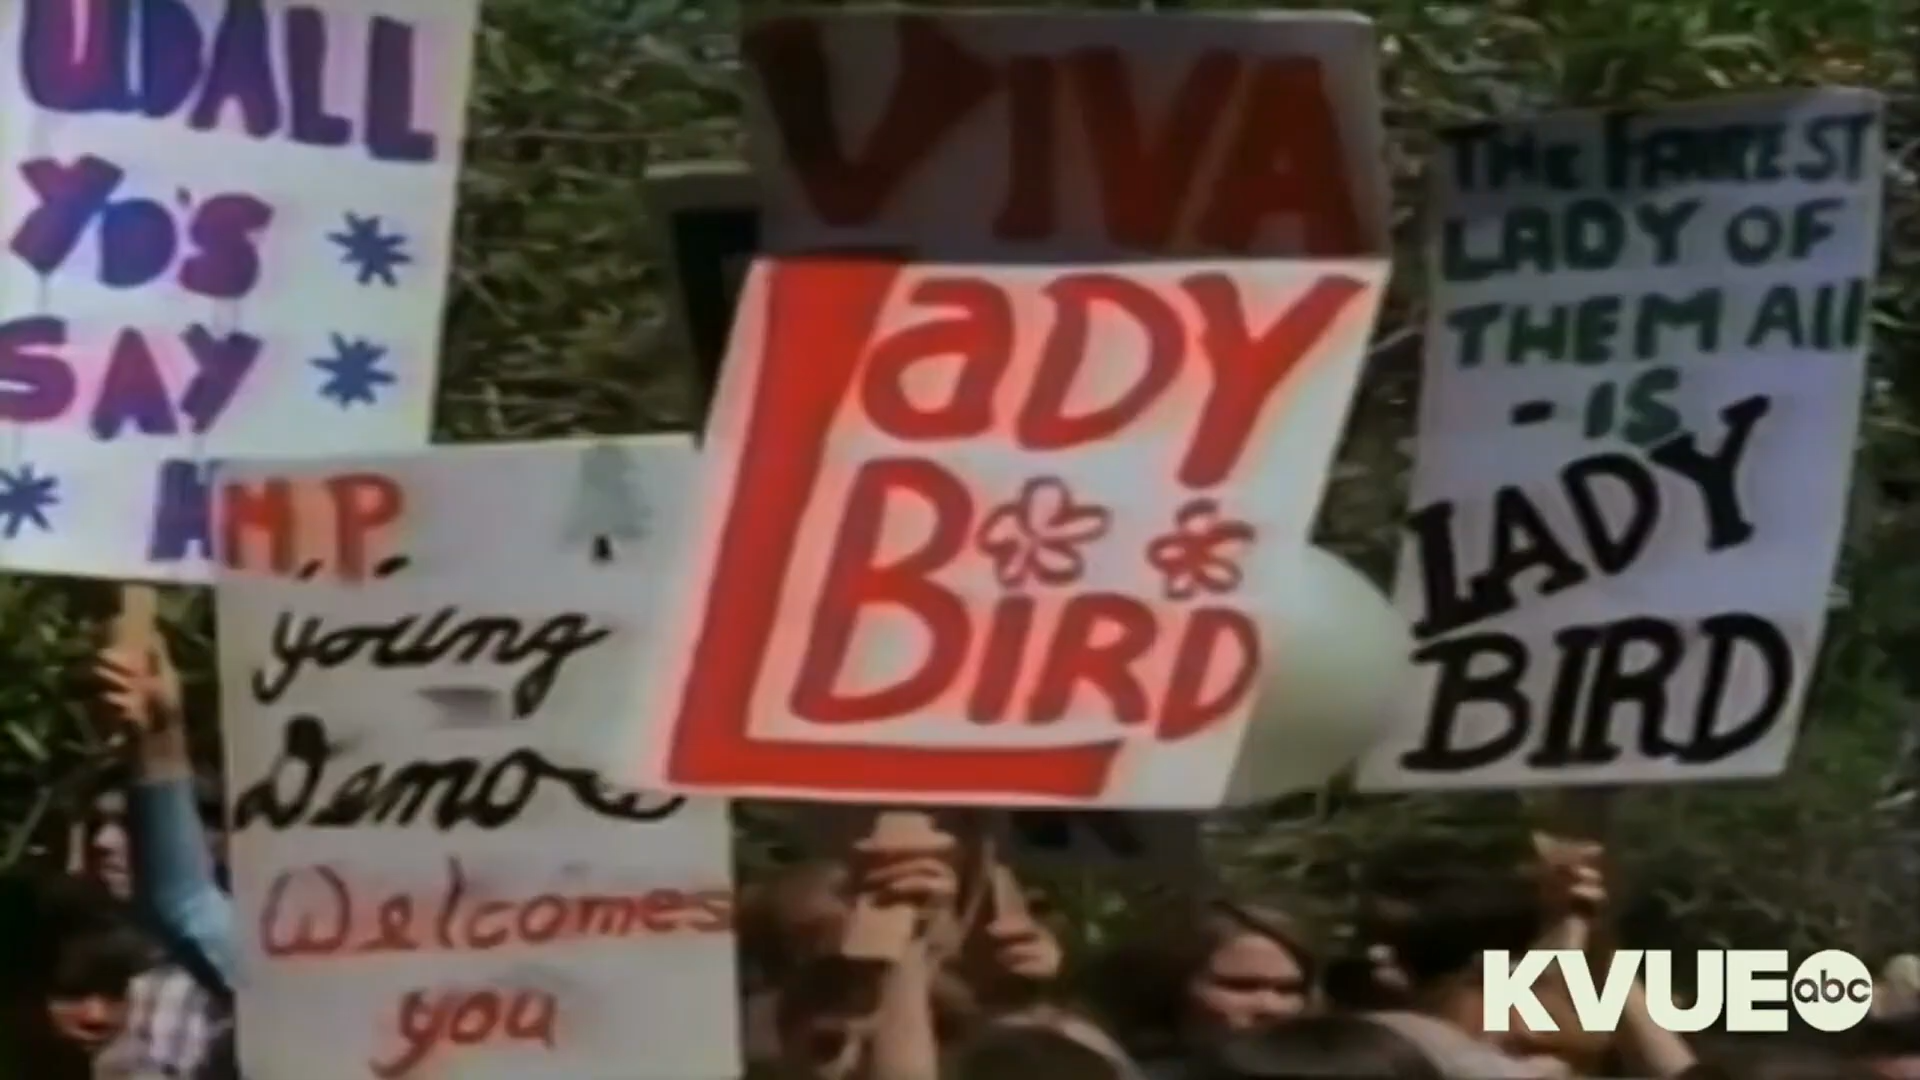 UDALL
YD'S
SAY
H.P.
young
Demo
Welcomes
you
VIVA
LADY
BIRD
THE FAIREST
LADY OF
THEM All
- IS
LADY
BIRD
KVUE abc